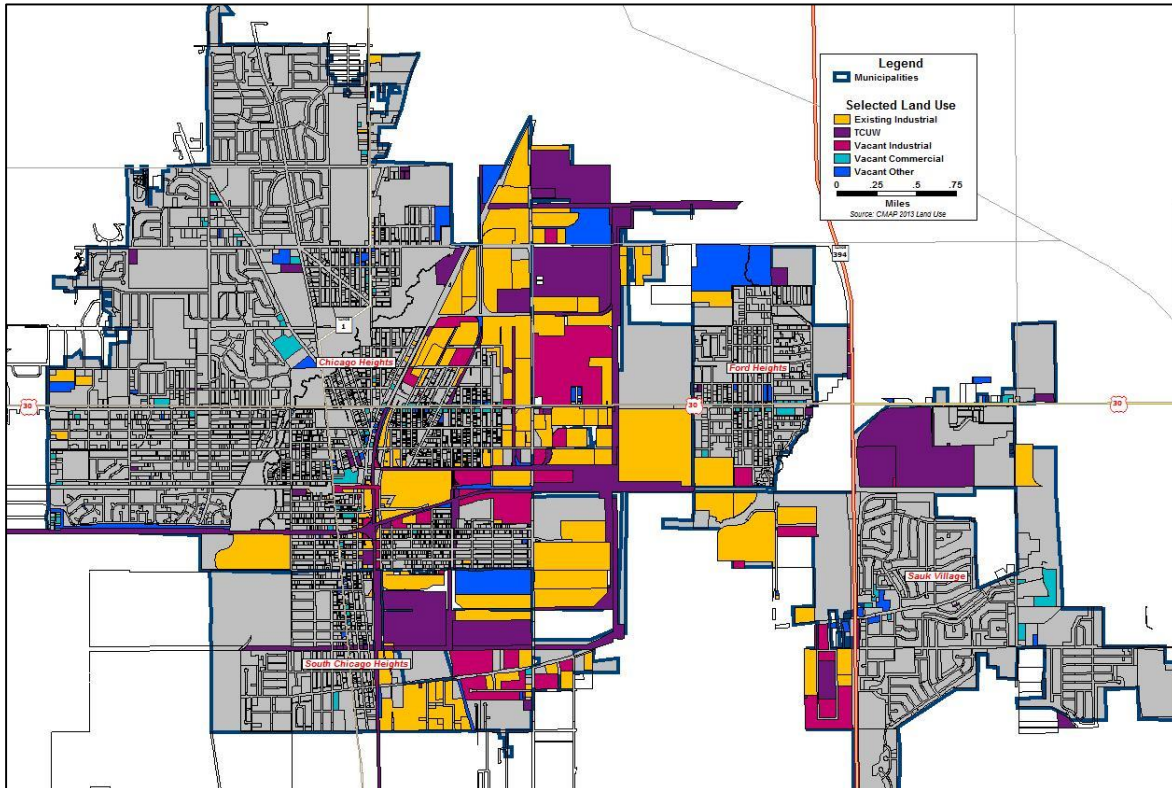 Legend
Municipalities
Selected Land Use
Existing Industrial
TCUW
Vacant Industrial
Vacant Commercial
Vacant Other
0 .25 .5 .75
Miles
Source: CMAP 2013 Land Use
394
1
Chicago Heights
Ford Heights
30
30
30
Sauk Village
South Chicago Heights